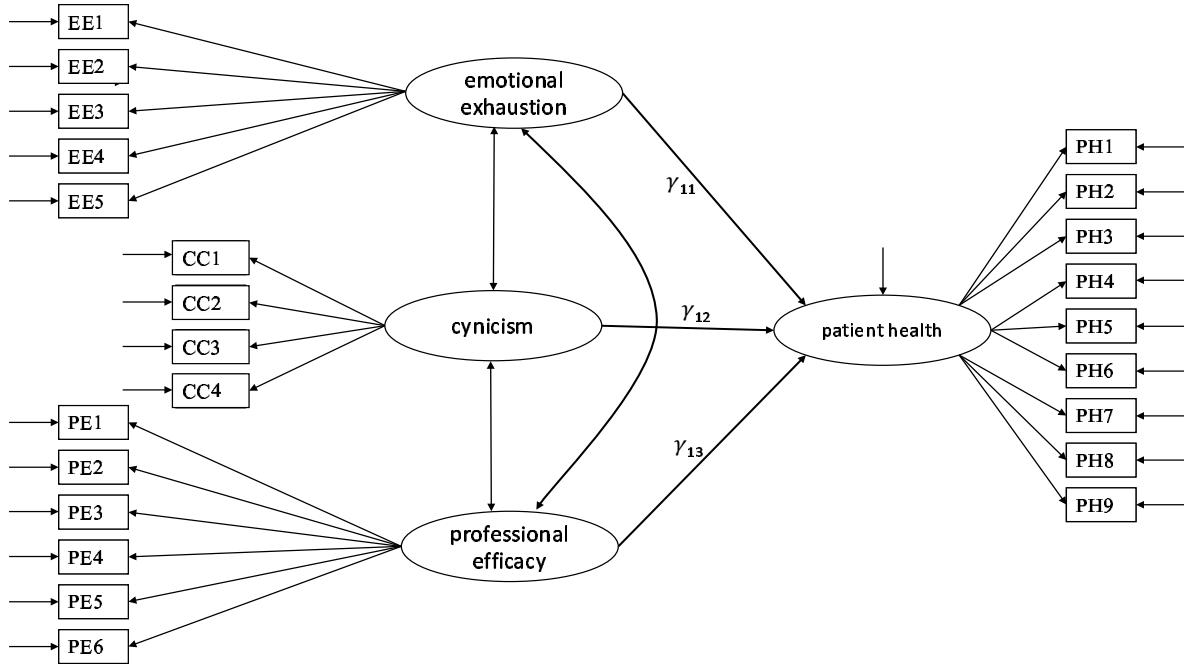 EE1
EE2
EE3
EE4
EE5
emotional
exhaustion
γ11
CC1
CC2
CC3
CC4
cynicism
γ12
patient health
PE1
PE2
PE3
PE4
PE5
PE6
professional
efficacy
γ13
PH1
PH2
PH3
PH4
PH5
PH6
PH7
PH8
PH9